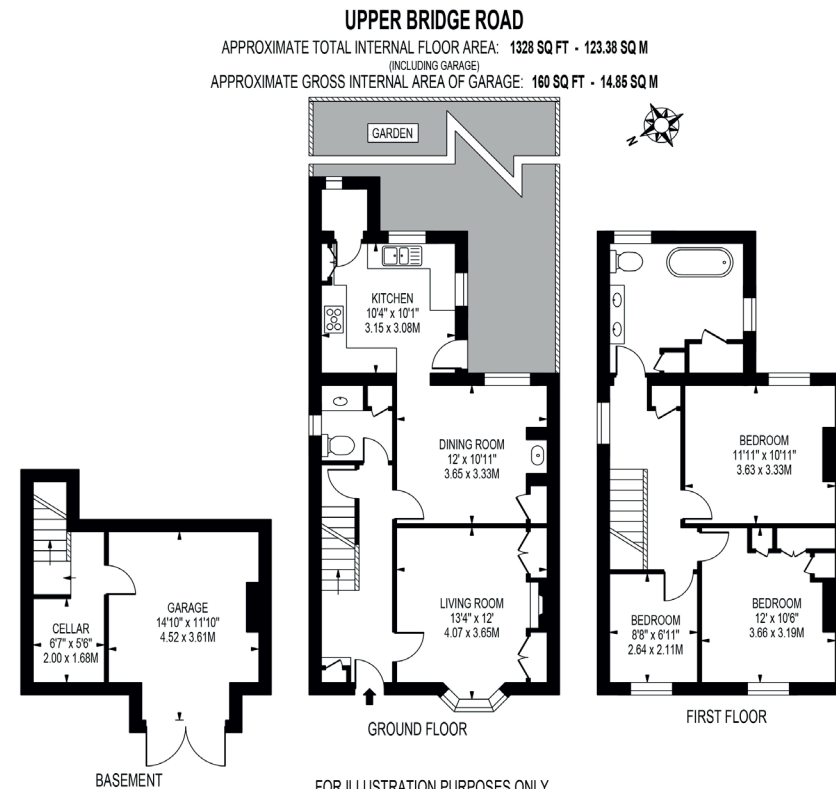 UPPER BRIDGE ROAD
APPROXIMATE TOTAL INTERNAL FLOOR AREA: 1328 SQ FT - 123.38 SQ M
(INCLUDING GARAGE)
APPROXIMATE GROSS INTERNAL AREA OF GARAGE: 160 SQ FT - 14.85 SQ M
GARDEN
N
KITCHEN
10'4" x 10'1"
3.15 x 3.08M
DINING ROOM
12' x 10'11"
3.65 x 3.33M
BEDROOM
11'11" x 10'11"
3.63 x 3.33M
GARAGE
14'10" x 11'10"
4.52 x 3.61M
CELLAR
6'7" x 5'6"
2.00 x 1.68M
LIVING ROOM
13'4" x 12'
4.07 x 3.65M
BEDROOM
8'8" x 6'11"
2.64 x 2.11M
BEDROOM
12' x 10'6"
3.66 x 3.19M
GROUND FLOOR
FIRST FLOOR
BASEMENT
FOR ILLUSTRATION PURPOSES ONLY